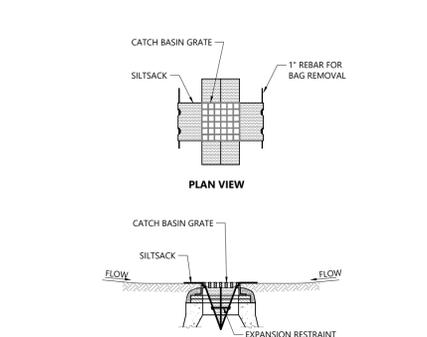 CATCH BASIN GRATE
1" REBAR FOR
BAG REMOVAL
SILTSACK
PLAN VIEW
CATCH BASIN GRATE
SILTSACK
FLOW
FLOW
EXPANSION RESTRAINT